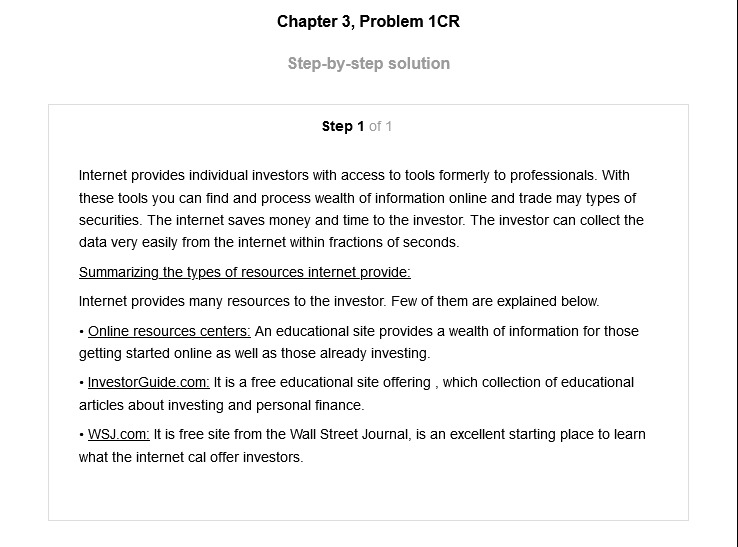 Chapter 3, Problem 1CR
Step-by-step solution
Step 1 of 1
Internet provides individual investors with access to tools formerly to professionals. With
these tools you can find and process wealth of information online and trade may types of
securities. The internet saves money and time to the investor. The investor can collect the
data very easily from the internet within fractions of seconds.
Summarizing the types of resources internet provide:
Internet provides many resources to the investor. Few of them are explained below.
• Online resources centers: An educational site provides a wealth of information for those
getting started online as well as those already investing.
• InvestorGuide.com: It is a free educational site offering , which collection of educational
articles about investing and personal finance.
• WSJ.com: It is free site from the Wall Street Journal, is an excellent starting place to learn
what the internet cal offer investors.